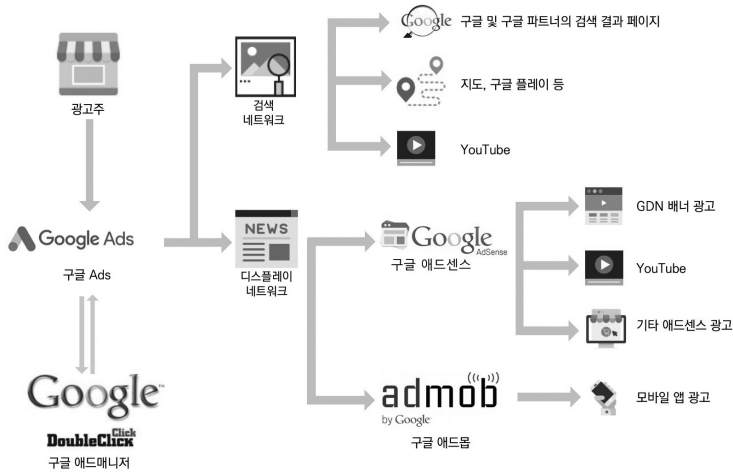 광고주
Google Ads
구글 Ads
Google™
DoubleClick
Click
구글 애드매니저
검색
네트워크
Google
구글 및 구글 파트너의 검색 결과 페이지
지도, 구글 플레이 등
YouTube
NEWS
디스플레이
네트워크
Google
AdSense
구글 애드센스
GDN 배너 광고
YouTube
기타 애드센스 광고
admob
by Google
구글 애드몹
모바일 앱 광고